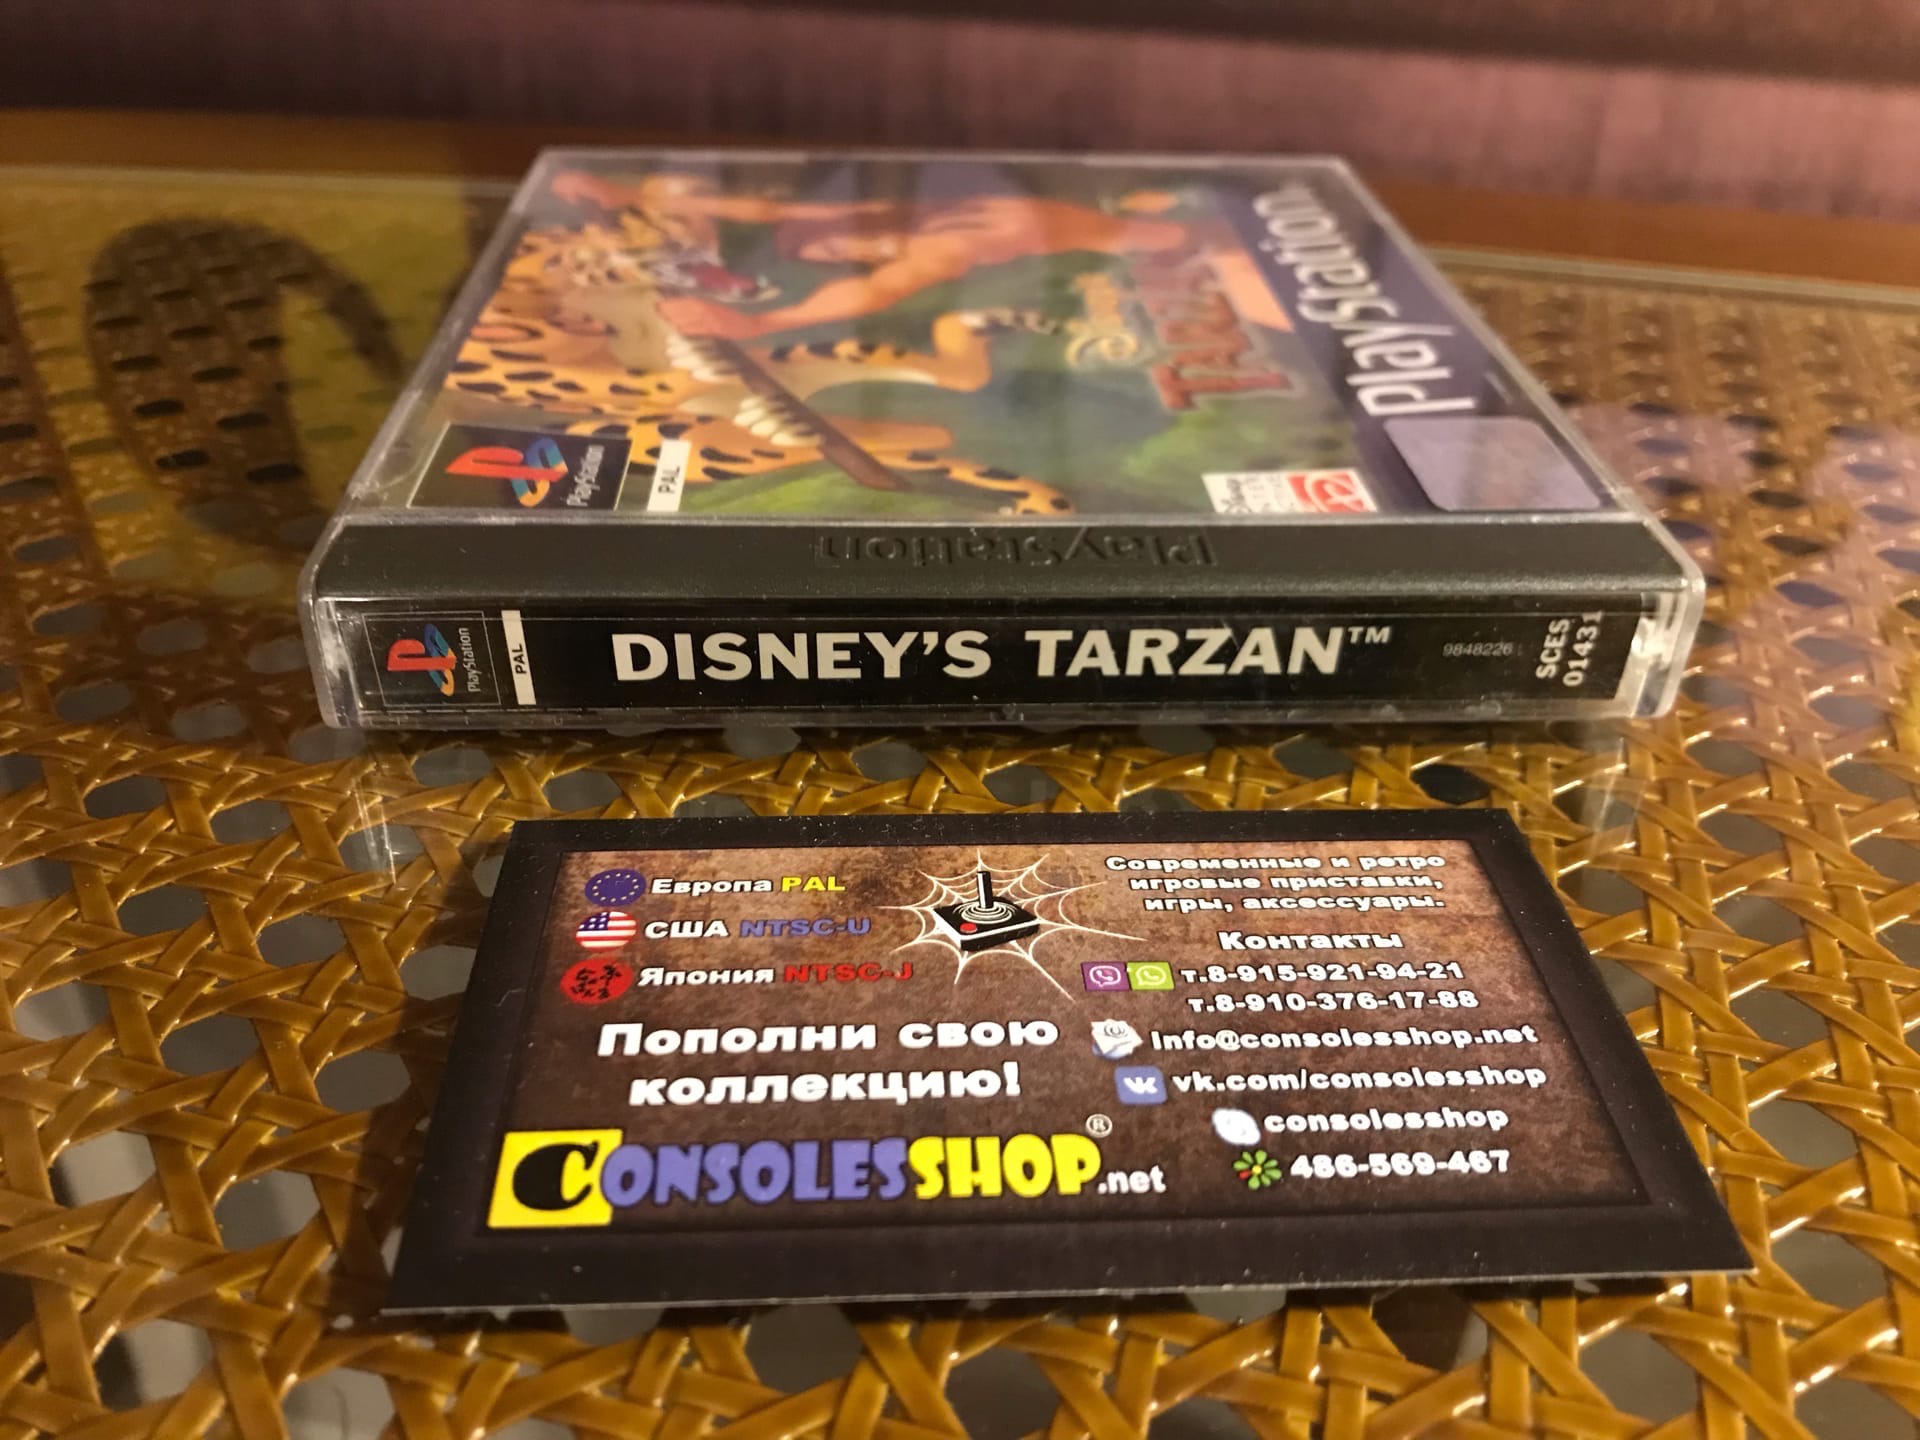 PlayStation
Disney's
TARZAN
PlayStation
PAL
Disney
INTERACTIVE
PlayStation
PlayStation
PAL
DISNEY'S TARZAN™
9848226
SCES
01431
Европа PAL
США NTSC-U
Япония NTSC-J
Пополни свою
коллекцию!
CONSOLESSHOP.net
®
Современные и ретро
игровые приставки,
игры, аксессуары.
Контакты
т.8-915-921-94-21
т.8-910-376-17-88
info@consolesshop.net
vk.com/consolesshop
consolesshop
486-569-467